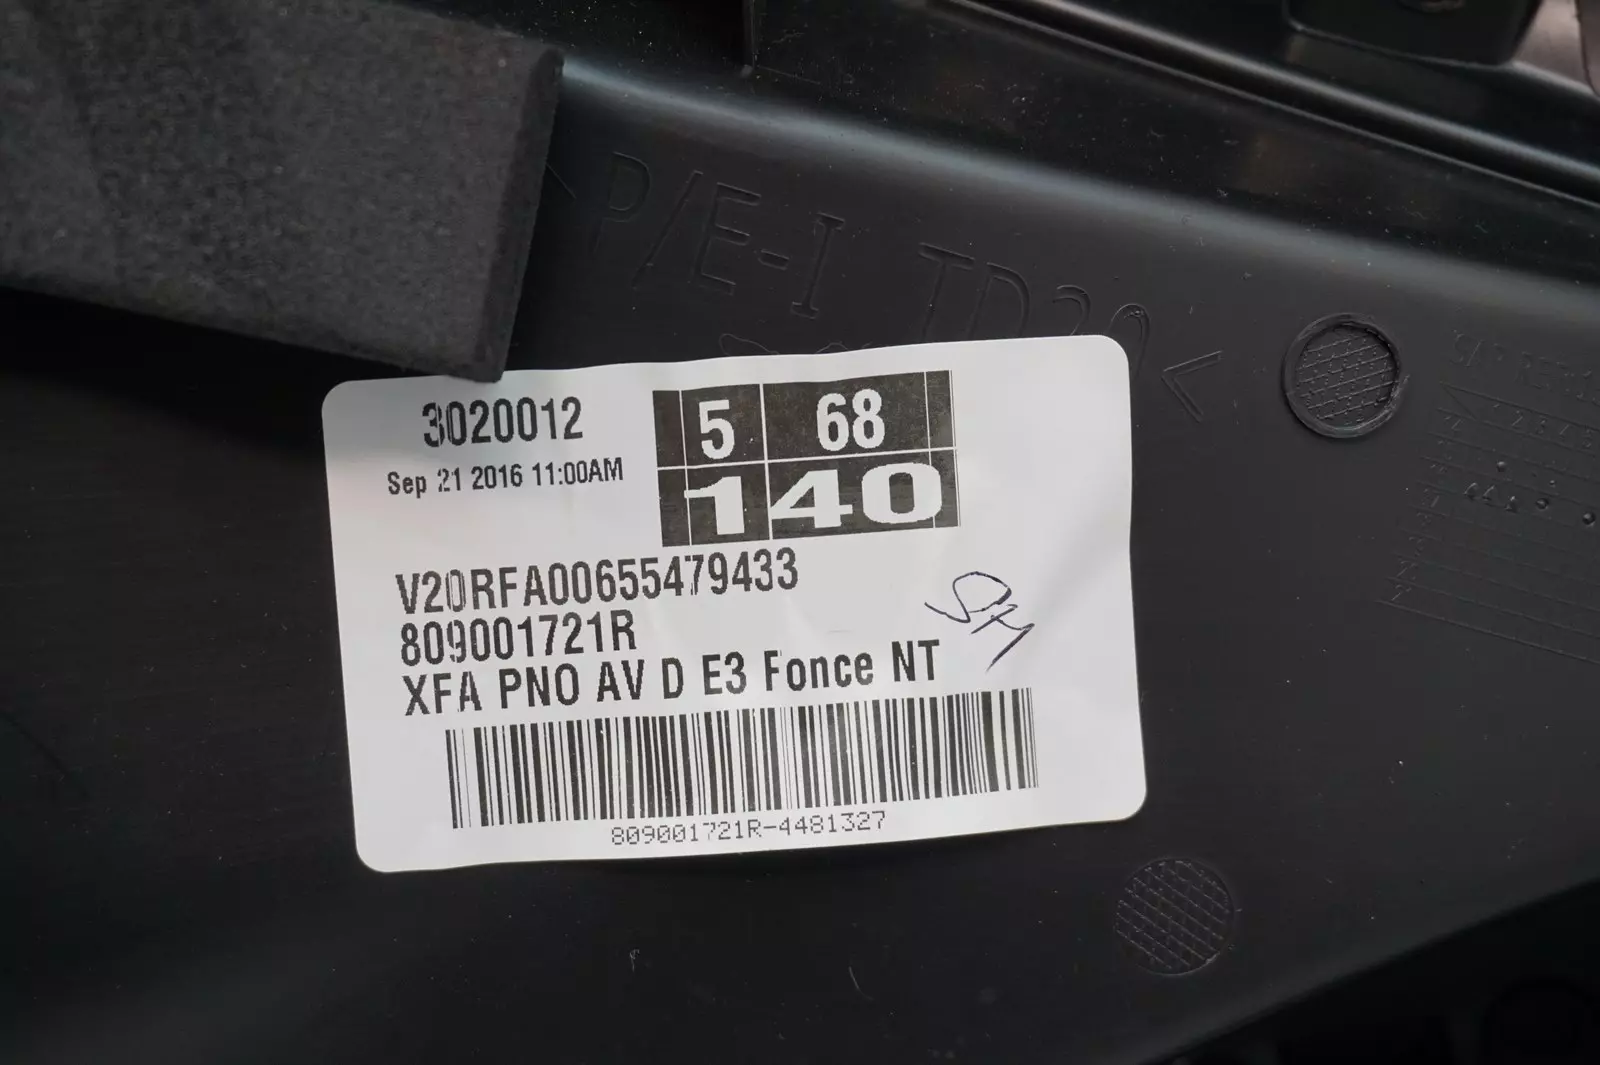 >P/E-I TD20<
3020012
Sep 21 2016 11:00AM
5 68
140
V20RFA00655479433
809001721R
XFA PNO AV D E3 Fonce NT
809001721R-4481327